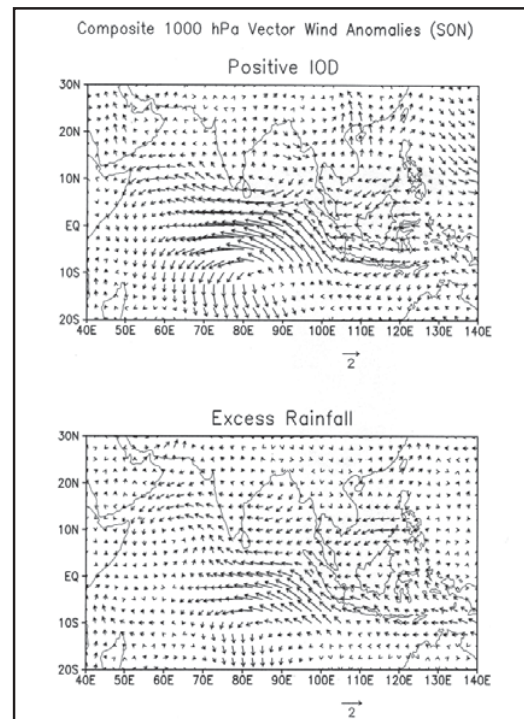 Composite 1000 hPa Vector Wind Anomalies (SON)
Positive IOD
30N
20N
10N
EQ
10S
20S
40E 50E 60E 70E 80E 90E 100E 110E 120E 130E 140E
2
Excess Rainfall
30N
20N
10N
EQ
10S
20S
40E 50E 60E 70E 80E 90E 100E 110E 120E 130E 140E
2